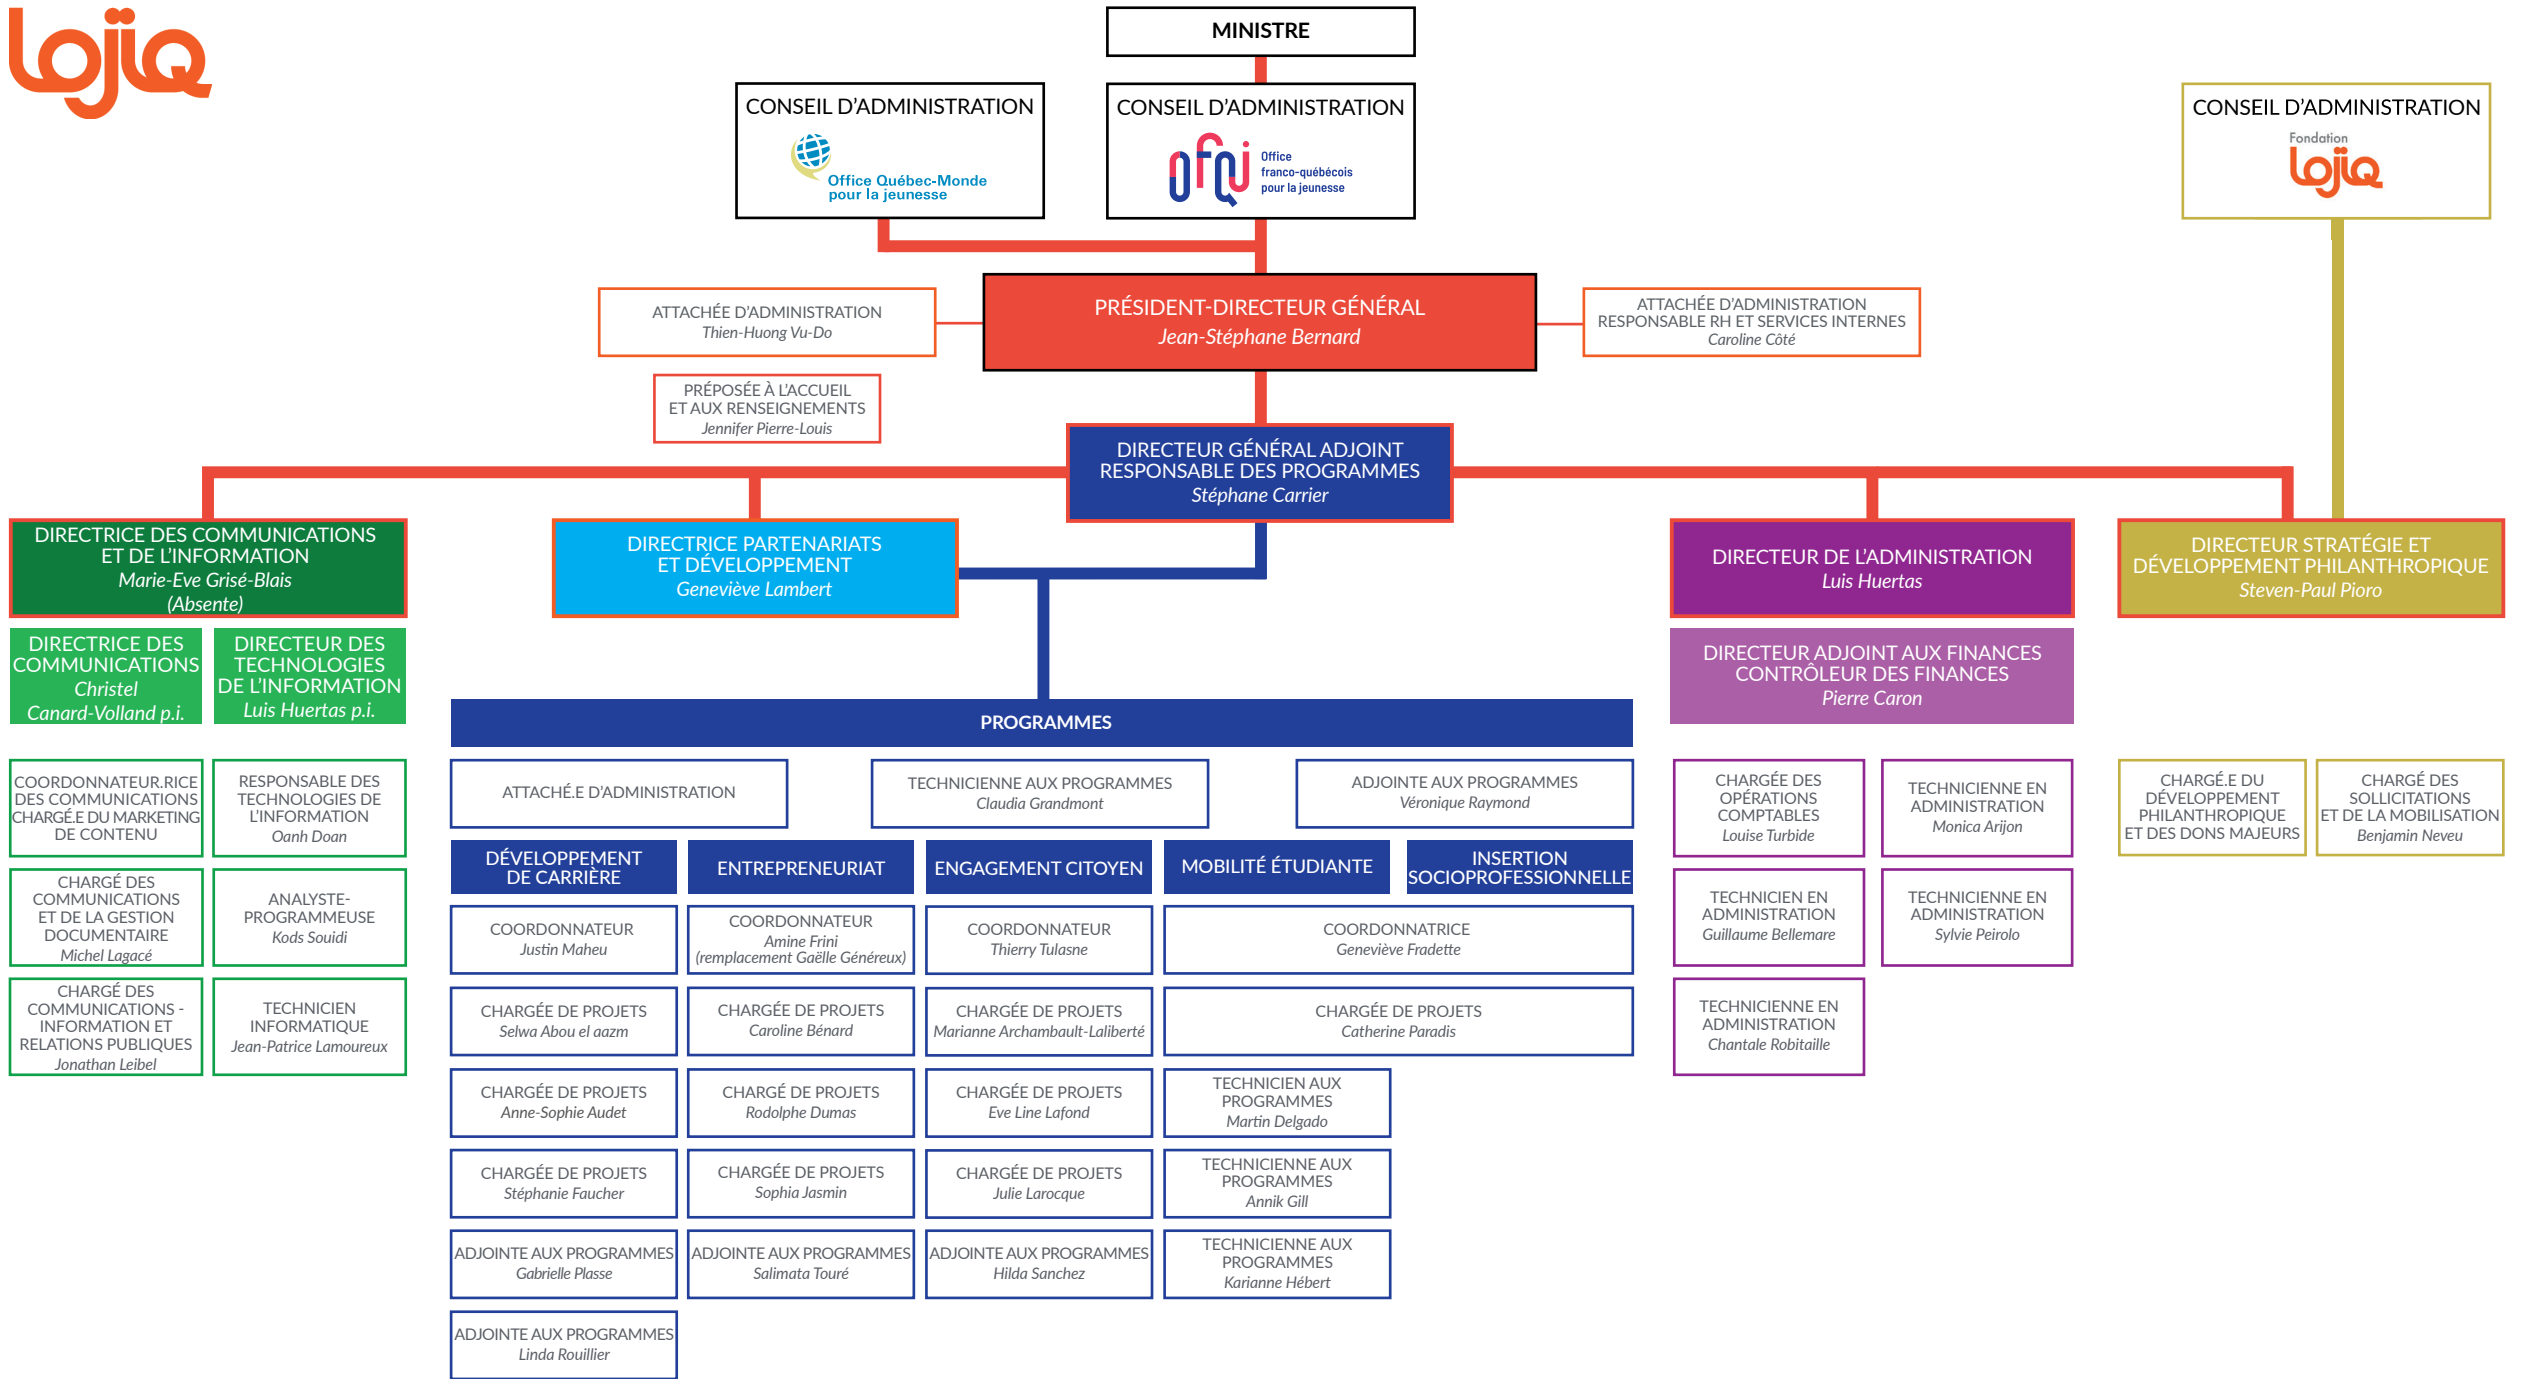 lojiq
MINISTRE
CONSEIL D'ADMINISTRATION
Office Québec-Monde
pour la jeunesse
CONSEIL D'ADMINISTRATION
ofqj
Office
franco-québécois
pour la jeunesse
CONSEIL D'ADMINISTRATION
Fondation
lojiq
ATTACHÉE D'ADMINISTRATION
Thien-Huong Vu-Do
PRÉSIDENT-DIRECTEUR GÉNÉRAL
Jean-Stéphane Bernard
ATTACHÉE D'ADMINISTRATION
RESPONSABLE RH ET SERVICES INTERNES
Caroline Côté
PRÉPOSÉE À L'ACCUEIL
ET AUX RENSEIGNEMENTS
Jennifer Pierre-Louis
DIRECTEUR GÉNÉRAL ADJOINT
RESPONSABLE DES PROGRAMMES
Stéphane Carrier
DIRECTRICE DES COMMUNICATIONS
ET DE L'INFORMATION
Marie-Eve Grisé-Blais
(Absente)
DIRECTRICE PARTENARIATS
ET DÉVELOPPEMENT
Geneviève Lambert
DIRECTEUR DE L'ADMINISTRATION
Luis Huertas
DIRECTEUR STRATÉGIE ET
DÉVELOPPEMENT PHILANTHROPIQUE
Steven-Paul Pioro
DIRECTRICE DES
COMMUNICATIONS
Christel
Canard-Volland p.i.
DIRECTEUR DES
TECHNOLOGIES
DE L'INFORMATION
Luis Huertas p.i.
DIRECTEUR ADJOINT AUX FINANCES
CONTRÔLEUR DES FINANCES
Pierre Caron
PROGRAMMES
COORDONNATEUR.RICE
DES COMMUNICATIONS
CHARGÉ.E DU MARKETING
DE CONTENU
RESPONSABLE DES
TECHNOLOGIES DE
L'INFORMATION
Oanh Doan
ATTACHÉ.E D'ADMINISTRATION
TECHNICIENNE AUX PROGRAMMES
Claudia Grandmont
ADJOINTE AUX PROGRAMMES
Véronique Raymond
CHARGÉE DES
OPÉRATIONS
COMPTABLES
Louise Turbide
TECHNICIENNE EN
ADMINISTRATION
Monica Arijon
CHARGÉ.E DU
DÉVELOPPEMENT
PHILANTHROPIQUE
ET DES DONS MAJEURS
CHARGÉ DES
SOLLICITATIONS
ET DE LA MOBILISATION
Benjamin Neveu
DÉVELOPPEMENT
DE CARRIÈRE
ENTREPRENEURIAT
ENGAGEMENT CITOYEN
MOBILITÉ ÉTUDIANTE
INSERTION
SOCIOPROFESSIONNELLE
CHARGÉ DES
COMMUNICATIONS
ET DE LA GESTION
DOCUMENTAIRE
Michel Lagacé
ANALYSTE-
PROGRAMMEUSE
Kods Souidi
COORDONNATEUR
Justin Maheu
COORDONNATEUR
Amine Frini
(remplacement Gaëlle Généreux)
COORDONNATEUR
Thierry Tulasne
COORDONNATRICE
Geneviève Fradette
TECHNICIEN EN
ADMINISTRATION
Guillaume Bellemare
TECHNICIENNE EN
ADMINISTRATION
Sylvie Peirolo
CHARGÉ DES
COMMUNICATIONS -
INFORMATION ET
RELATIONS PUBLIQUES
Jonathan Leibel
TECHNICIEN
INFORMATIQUE
Jean-Patrice Lamoureux
CHARGÉE DE PROJETS
Selwa Abou el aazm
CHARGÉE DE PROJETS
Caroline Bénard
CHARGÉE DE PROJETS
Marianne Archambault-Laliberté
CHARGÉE DE PROJETS
Catherine Paradis
TECHNICIENNE EN
ADMINISTRATION
Chantale Robitaille
CHARGÉE DE PROJETS
Anne-Sophie Audet
CHARGÉ DE PROJETS
Rodolphe Dumas
CHARGÉE DE PROJETS
Eve Line Lafond
TECHNICIEN AUX
PROGRAMMES
Martin Delgado
CHARGÉE DE PROJETS
Stéphanie Faucher
CHARGÉE DE PROJETS
Sophia Jasmin
CHARGÉE DE PROJETS
Julie Larocque
TECHNICIENNE AUX
PROGRAMMES
Annik Gill
ADJOINTE AUX PROGRAMMES
Gabrielle Plasse
ADJOINTE AUX PROGRAMMES
Salimata Touré
ADJOINTE AUX PROGRAMMES
Hilda Sanchez
TECHNICIENNE AUX
PROGRAMMES
Karianne Hébert
ADJOINTE AUX PROGRAMMES
Linda Rouillier